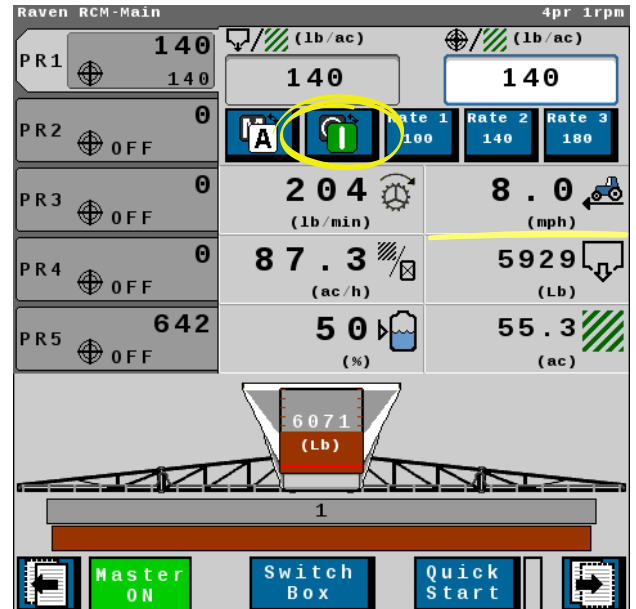 Raven RCM-Main 4pr 1rpm
PR1 140
140
PR2 0
OFF
PR3 0
OFF
PR4 0
OFF
PR5 642
OFF
(lb/ac) (lb/ac)
140 140
M A O I Rate 1 Rate 2 Rate 3
100 140 180
204 8.0
(lb/min) (mph)
87.3 5929
(ac/h) (Lb)
50 55.3
(%) (ac)
6071
(Lb)
1
Master Switch Quick
ON Box Start